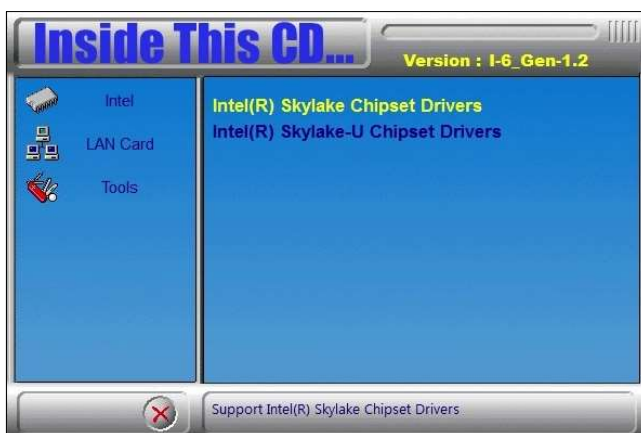 Inside This CD...
Version : I-6_Gen-1.2
Intel
LAN Card
Tools
Intel(R) Skylake Chipset Drivers
Intel(R) Skylake-U Chipset Drivers
Support Intel(R) Skylake Chipset Drivers